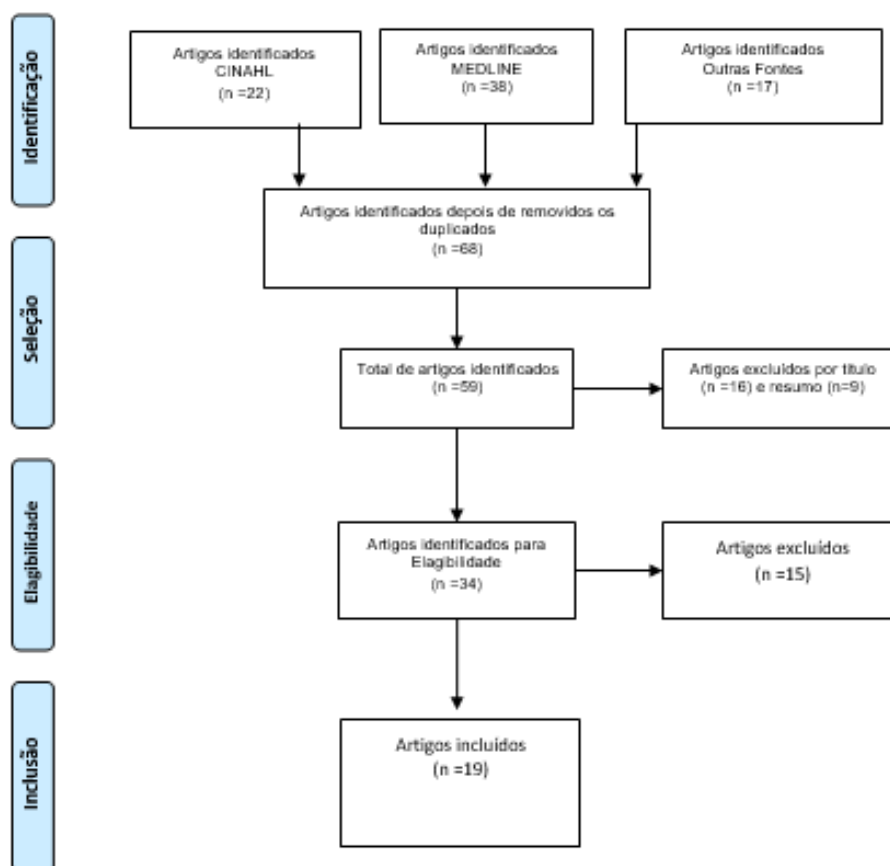 Identificação
Artigos identificados
CINAHL
(n =22)
Artigos identificados
MEDLINE
(n =38)
Artigos identificados
Outras Fontes
(n =17)
Artigos identificados depois de removidos os
duplicados
(n =68)
Seleção
Total de artigos identificados
(n =59)
Artigos excluídos por título
(n =16) e resumo (n=9)
Elagibilidade
Artigos identificados para
Elagibilidade
(n =34)
Artigos excluídos
(n =15)
Inclusão
Artigos incluídos
(n =19)